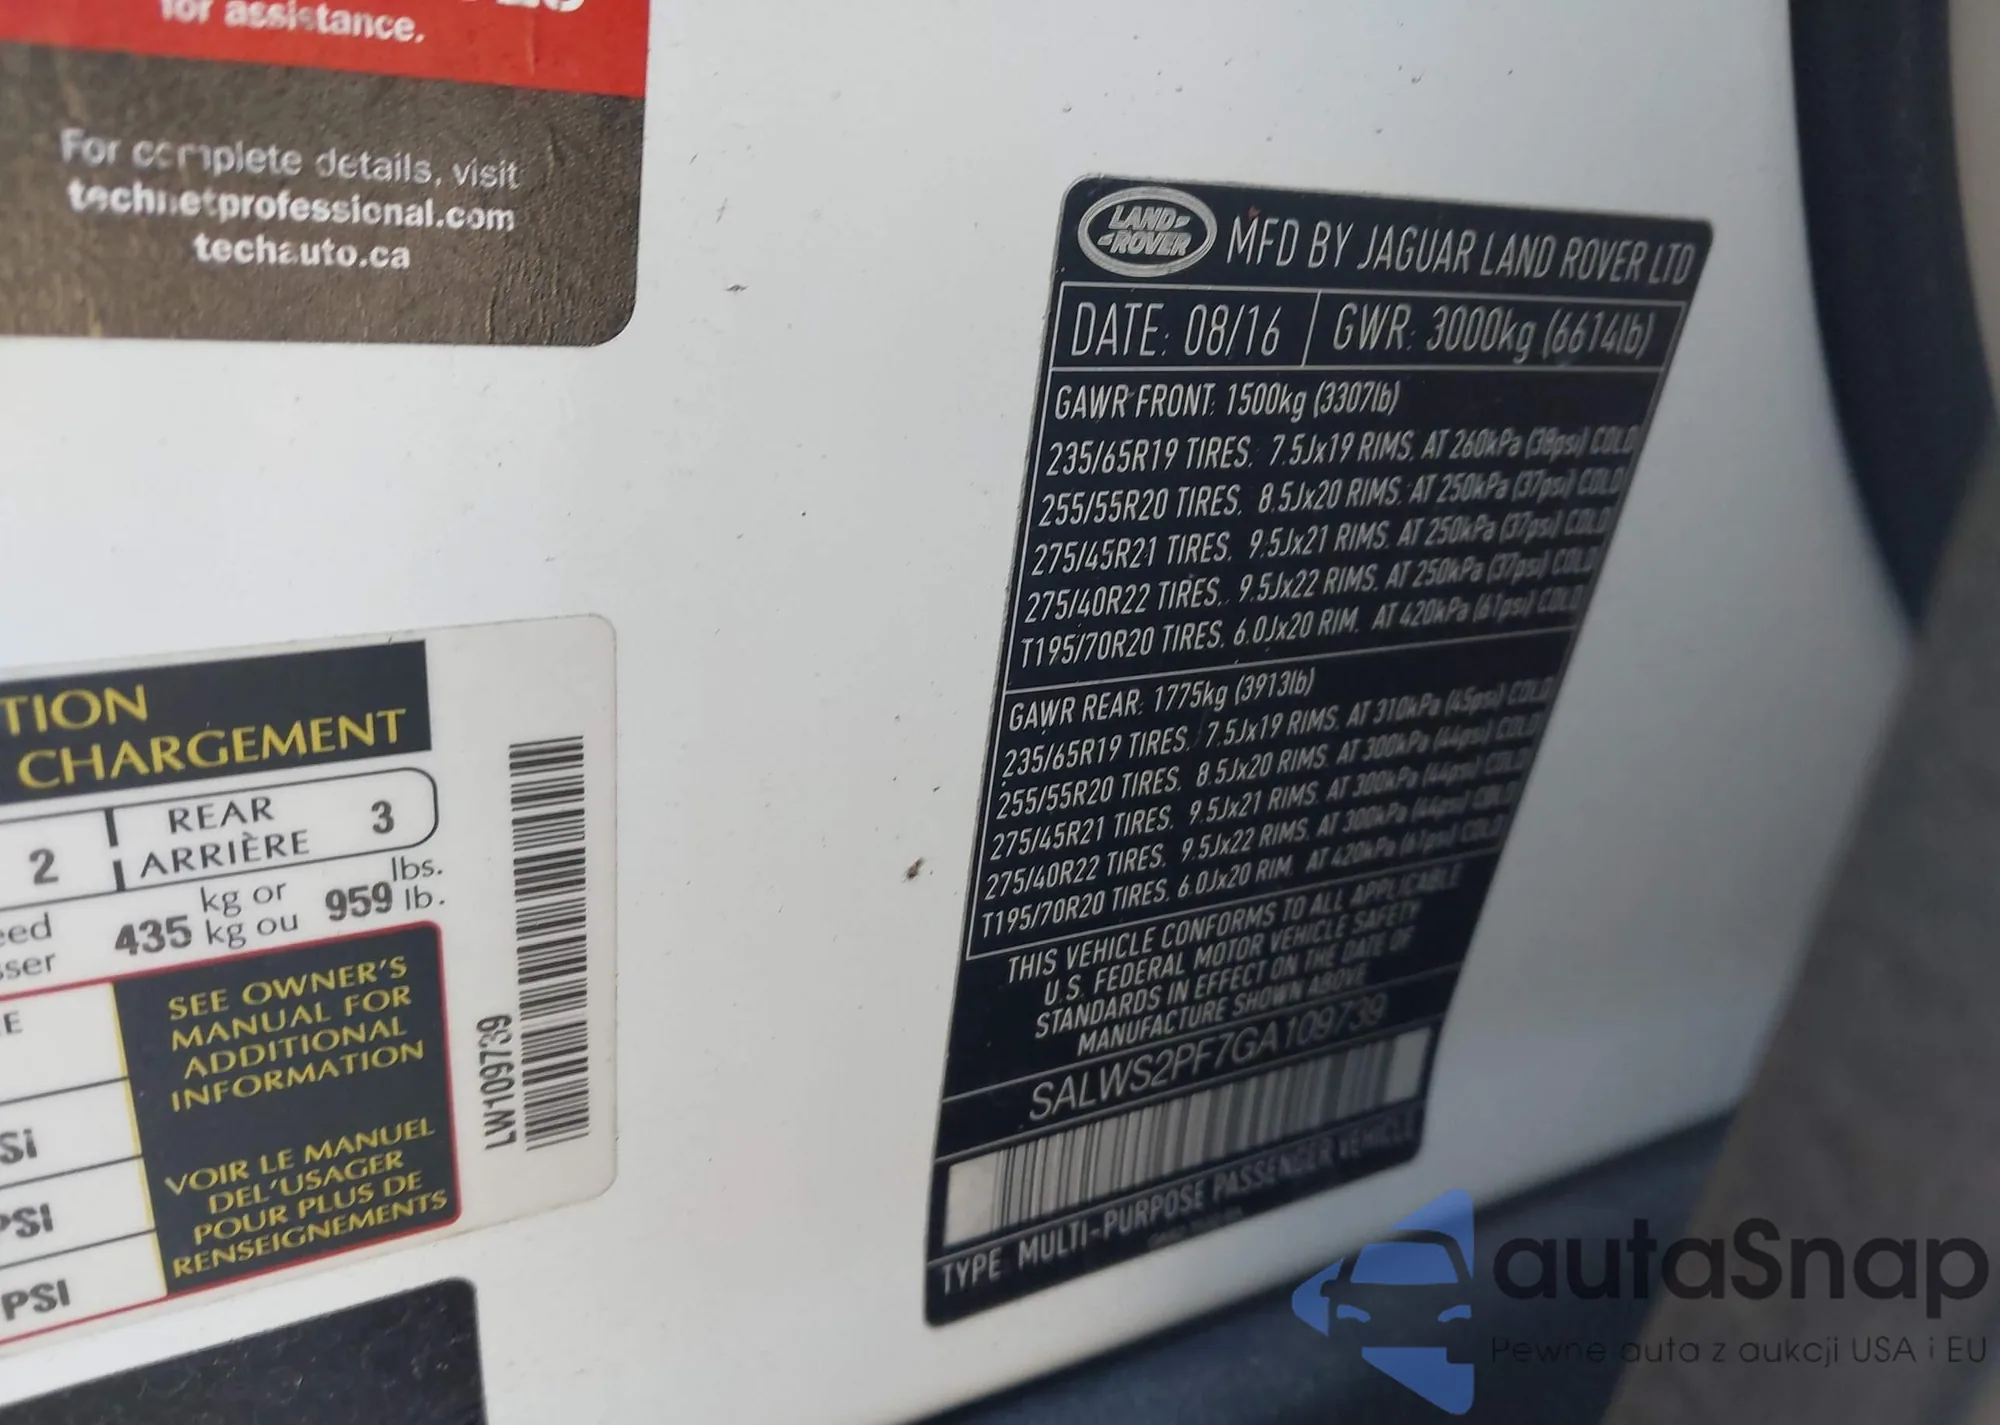 for assistance.
For complete details, visit
technetprofessional.com
techauto.ca
TION
CHARGEMENT
2
REAR
ARRIÈRE
3
eed
sser
435 kg or
kg ou
959 lbs.
lb.
E
Si
PSI
PSI
SEE OWNER'S
MANUAL FOR
ADDITIONAL
INFORMATION
VOIR LE MANUEL
DEL'USAGER
POUR PLUS DE
RENSEIGNEMENTS
LW109739
LAND-
-ROVER
MFD BY JAGUAR LAND ROVER LTD
DATE: 08/16
GWR: 3000kg (6614lb)
GAWR FRONT: 1500kg (3307lb)
235/65R19 TIRES. 7.5Jx19 RIMS. AT 260kPa (38psi) COLD
255/55R20 TIRES. 8.5Jx20 RIMS. AT 250kPa (37psi) COLD
275/45R21 TIRES. 9.5Jx21 RIMS. AT 250kPa (37psi) COLD
275/40R22 TIRES. 9.5Jx22 RIMS. AT 250kPa (37psi) COLD
T195/70R20 TIRES. 6.0Jx20 RIM. AT 420kPa (61psi) COLD
GAWR REAR: 1775kg (3913lb)
235/65R19 TIRES. 7.5Jx19 RIMS. AT 310kPa (45psi) COLD
255/55R20 TIRES. 8.5Jx20 RIMS. AT 300kPa (44psi) COLD
275/45R21 TIRES. 9.5Jx21 RIMS. AT 300kPa (44psi) COLD
275/40R22 TIRES. 9.5Jx22 RIMS. AT 300kPa (44psi) COLD
T195/70R20 TIRES. 6.0Jx20 RIM. AT 420kPa (61psi) COLD
THIS VEHICLE CONFORMS TO ALL APPLICABLE
U.S. FEDERAL MOTOR VEHICLE SAFETY
STANDARDS IN EFFECT ON THE DATE OF
MANUFACTURE SHOWN ABOVE
SALWS2PF7GA109739
TYPE MULTI-PURPOSE PASSENGER VEHICLE
autaSnap
Pewne auta z aukcji USA i EU